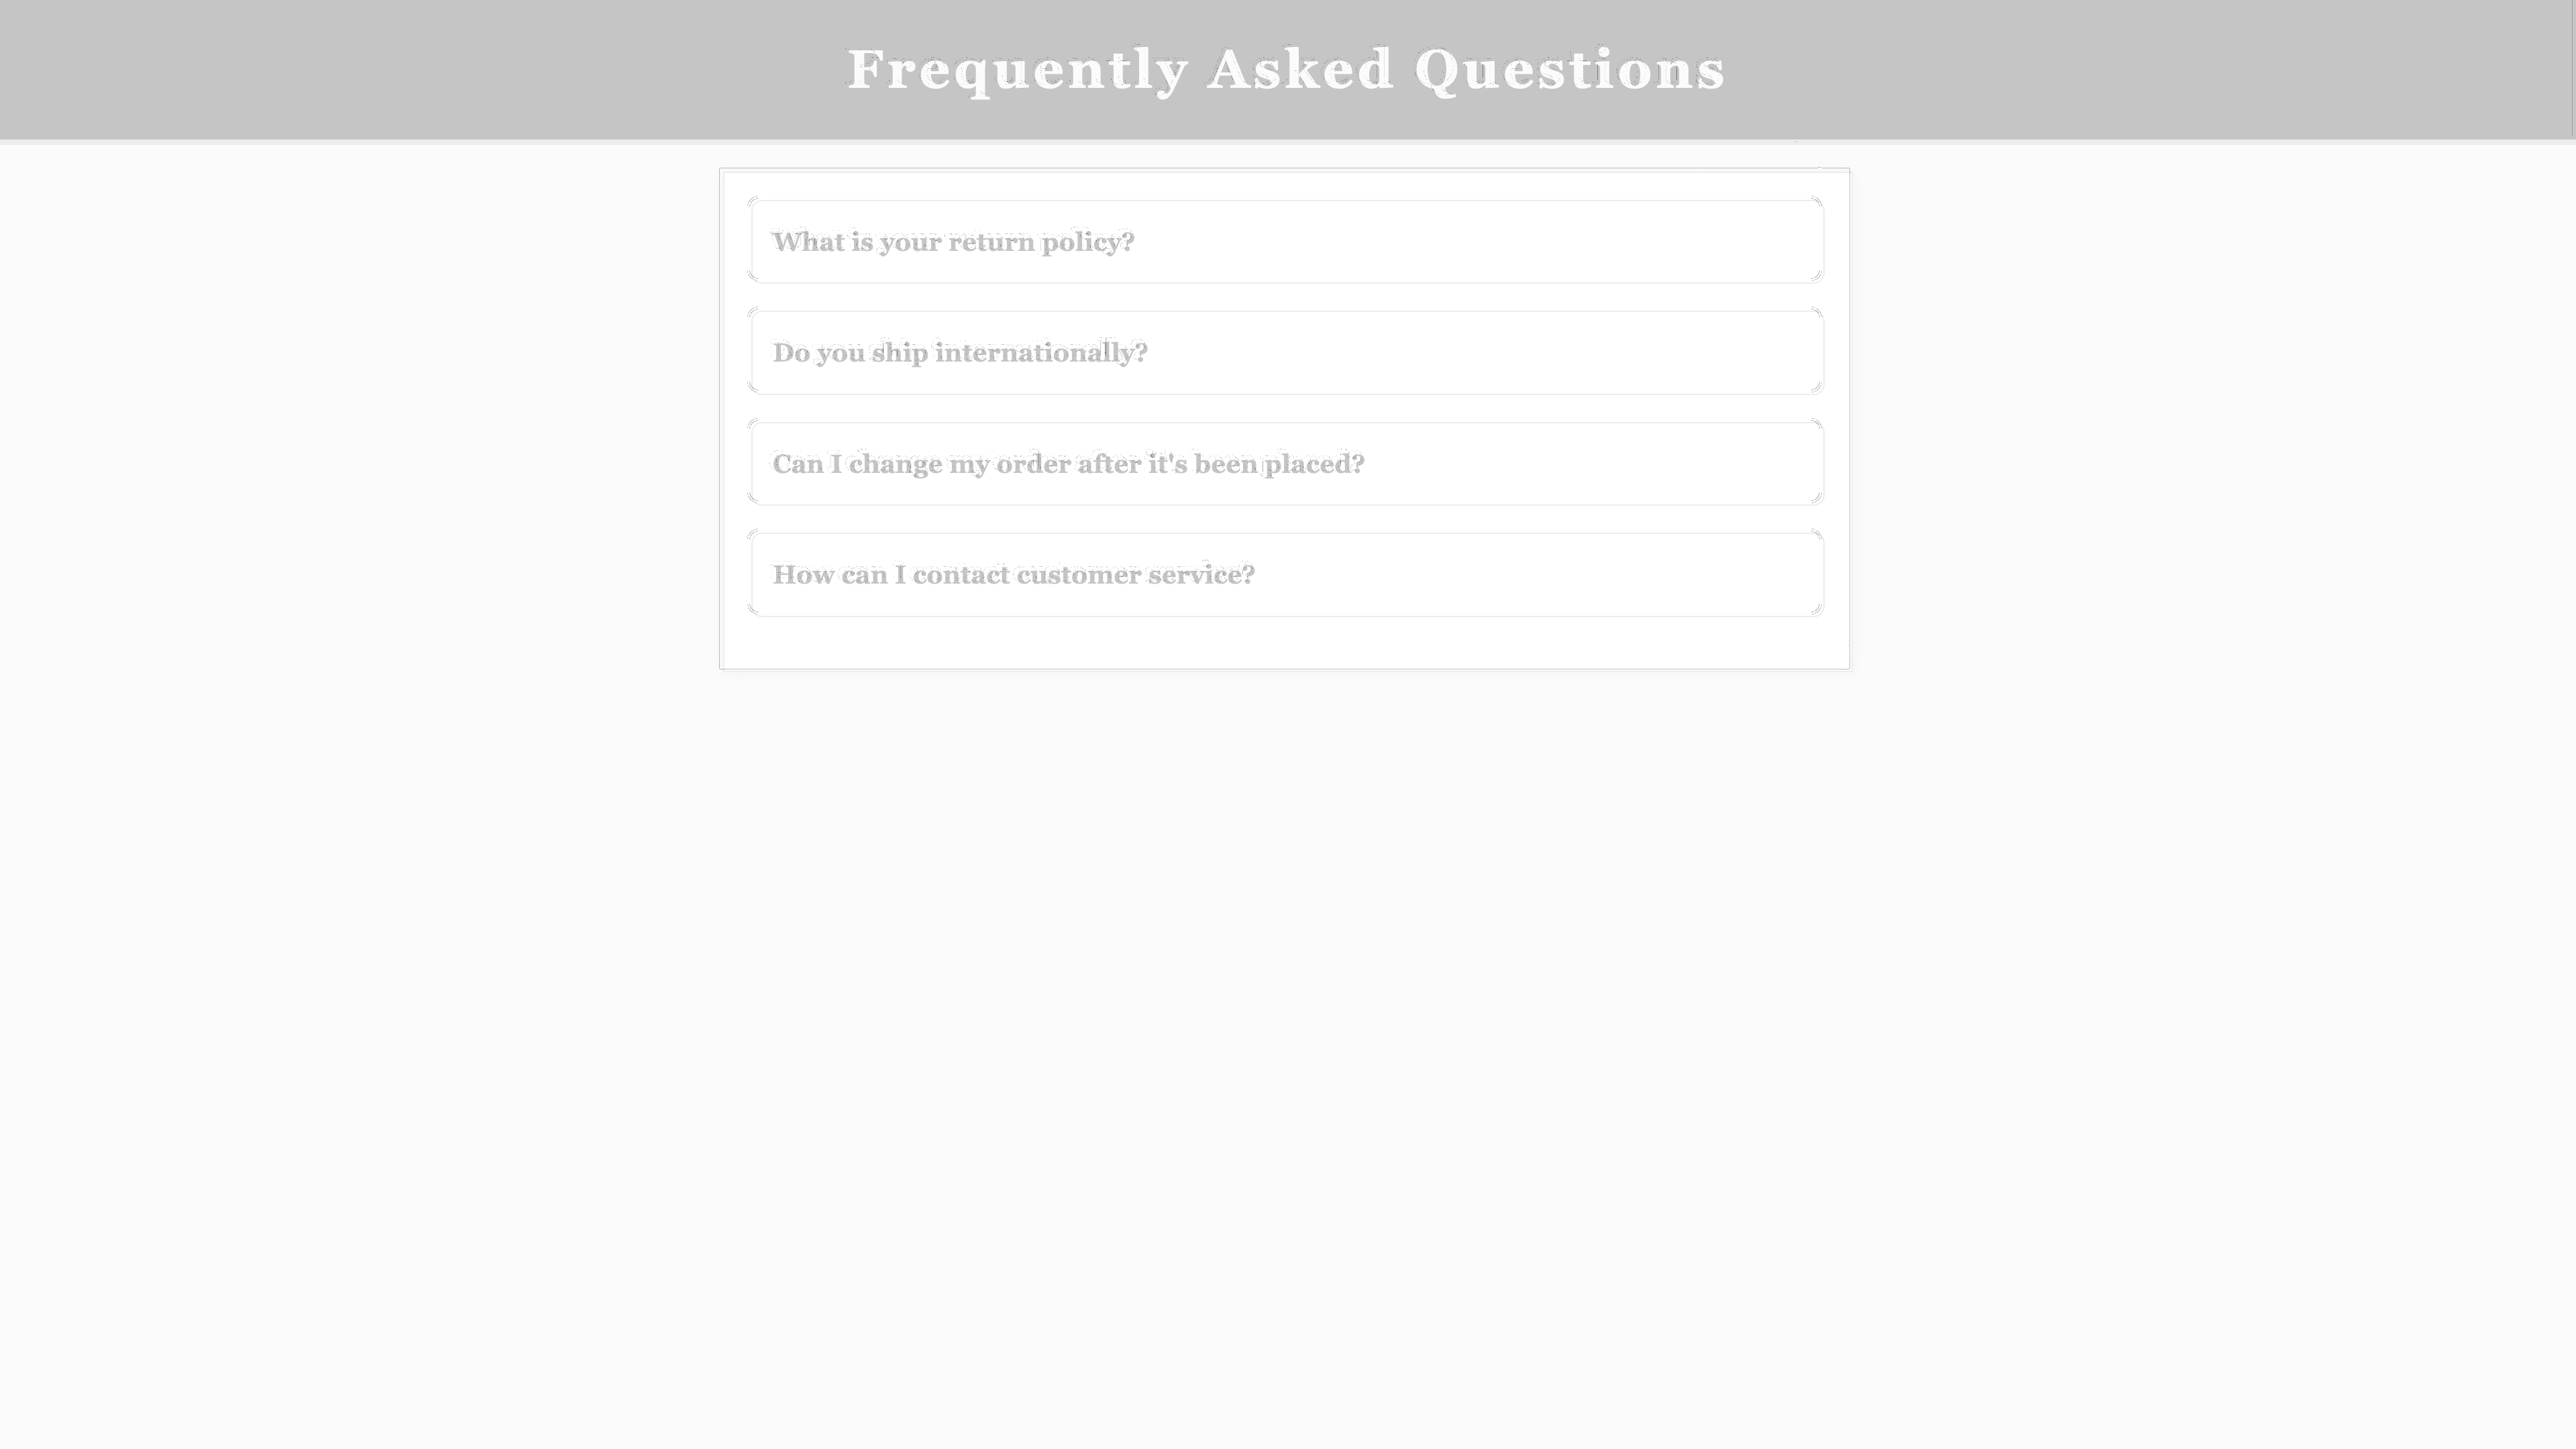 Frequently Asked Questions
What is your return policy?
Do you ship internationally?
Can I change my order after it's been placed?
How can I contact customer service?